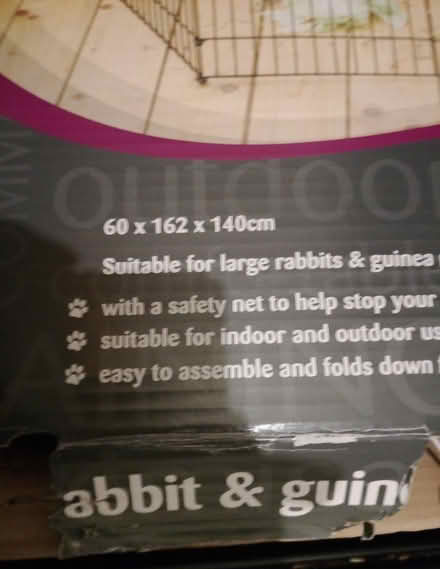 outdoo
60 x 162 x 140cm
Suitable for large rabbits & guinea
with a safety net to help stop your
suitable for indoor and outdoor us
easy to assemble and folds down
abbit & guin